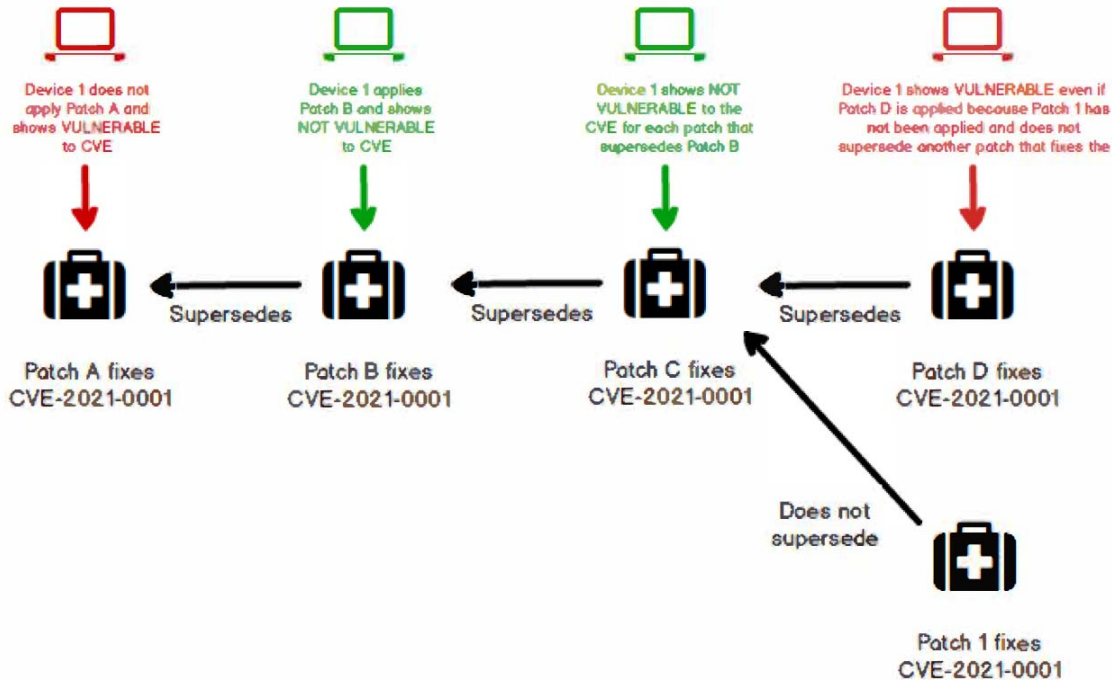 Device 1 does not
apply Patch A and
shows VULNERABLE
to CVE
Device 1 applies
Patch B and shows
NOT VULNERABLE
to CVE
Device 1 shows NOT
VULNERABLE to the
CVE for each patch that
supersedes Patch B
Device 1 shows VULNERABLE even if
Patch D is applied because Patch 1 has
not been applied and does not
supersede another patch that fixes the
Supersedes
Supersedes
Supersedes
Patch A fixes
CVE-2021-0001
Patch B fixes
CVE-2021-0001
Patch C fixes
CVE-2021-0001
Patch D fixes
CVE-2021-0001
Does not
supersede
Patch 1 fixes
CVE-2021-0001